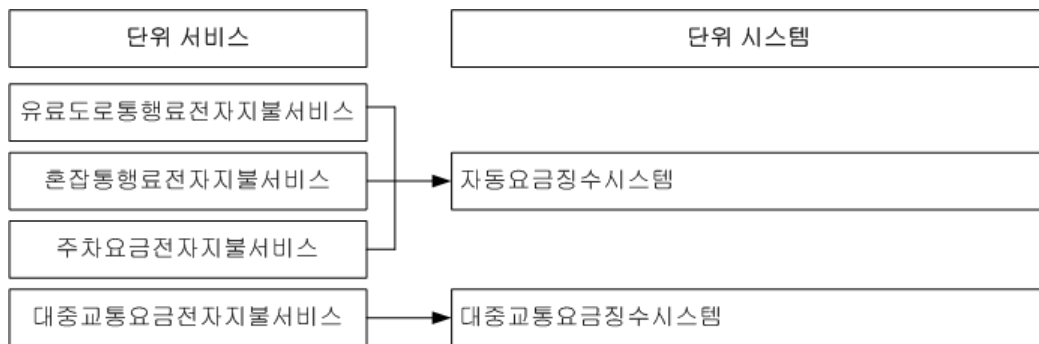 단위 서비스
단위 시스템
유료도로통행료전자지불서비스
혼잡통행료전자지불서비스
자동요금징수시스템
주차요금전자지불서비스
대중교통요금전자지불서비스
대중교통요금징수시스템